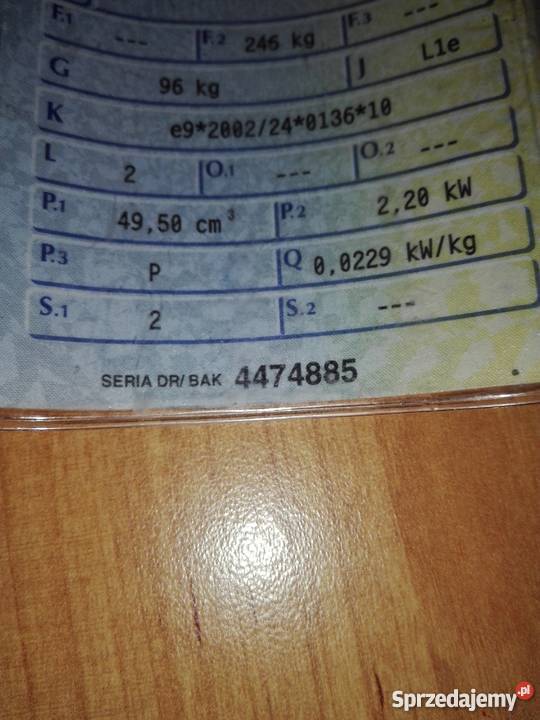 F.1 --- F.2 246 kg F.3 ---
G 96 kg J L1e
K e9*2002/24*0136*10
L 2 O.1 --- O.2 ---
P.1 49,50 cm³ P.2 2,20 kW
P.3 P Q 0,0229 kW/kg
S.1 2 S.2 ---
SERIA DR/ BAK 4474885
Sprzedajemy.pl